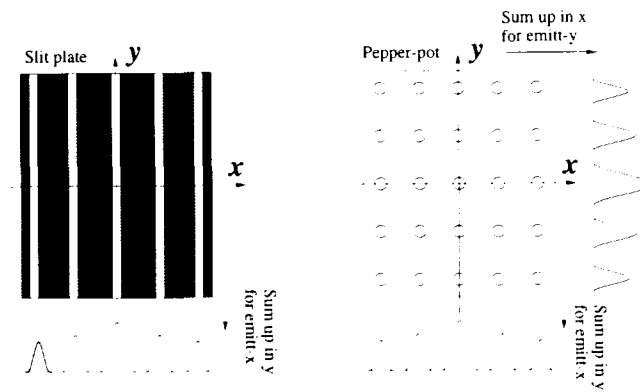 Slit plate
y
x
Sum up in y
for emitt-x
Sum up in x
for emitt-y
Pepper-pot
y
x
Sum up in y
for emitt-x